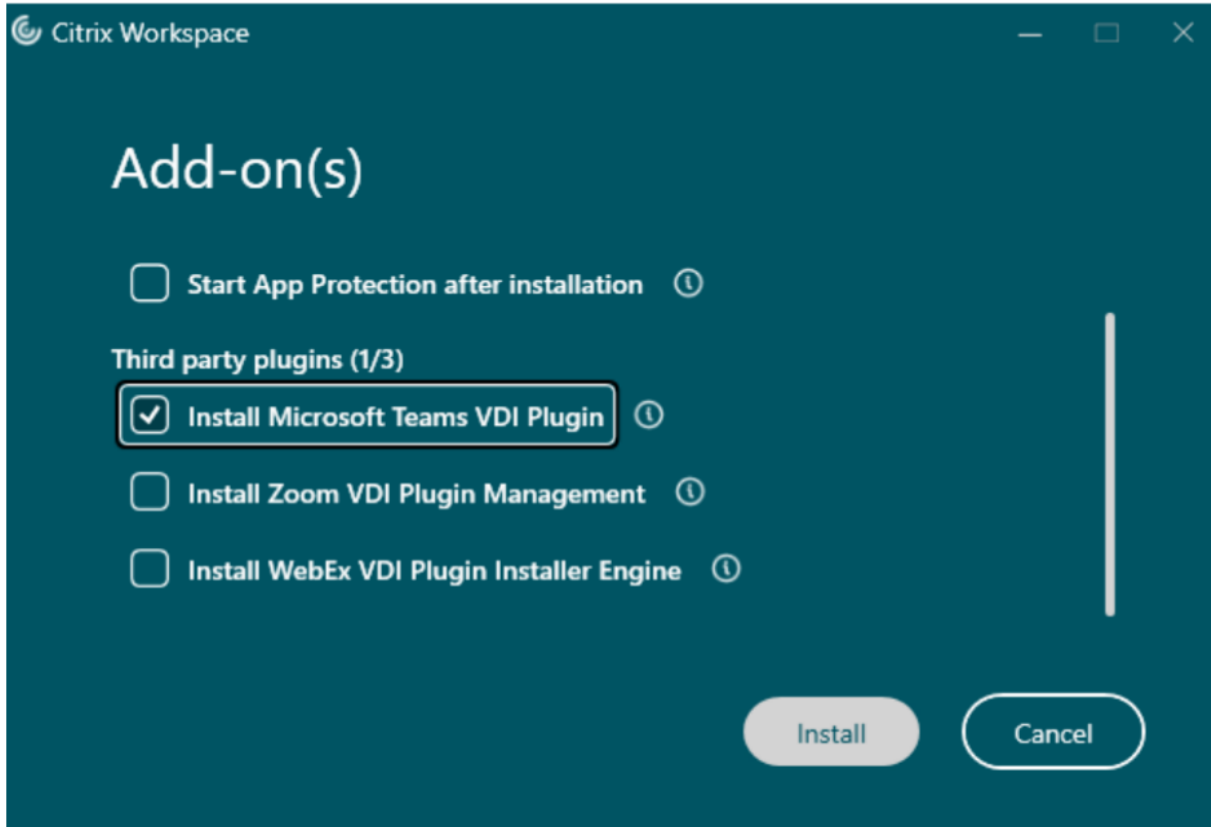 Citrix Workspace
Add-on(s)
Start App Protection after installation
Third party plugins (1/3)
Install Microsoft Teams VDI Plugin
Install Zoom VDI Plugin Management
Install WebEx VDI Plugin Installer Engine
Install Cancel